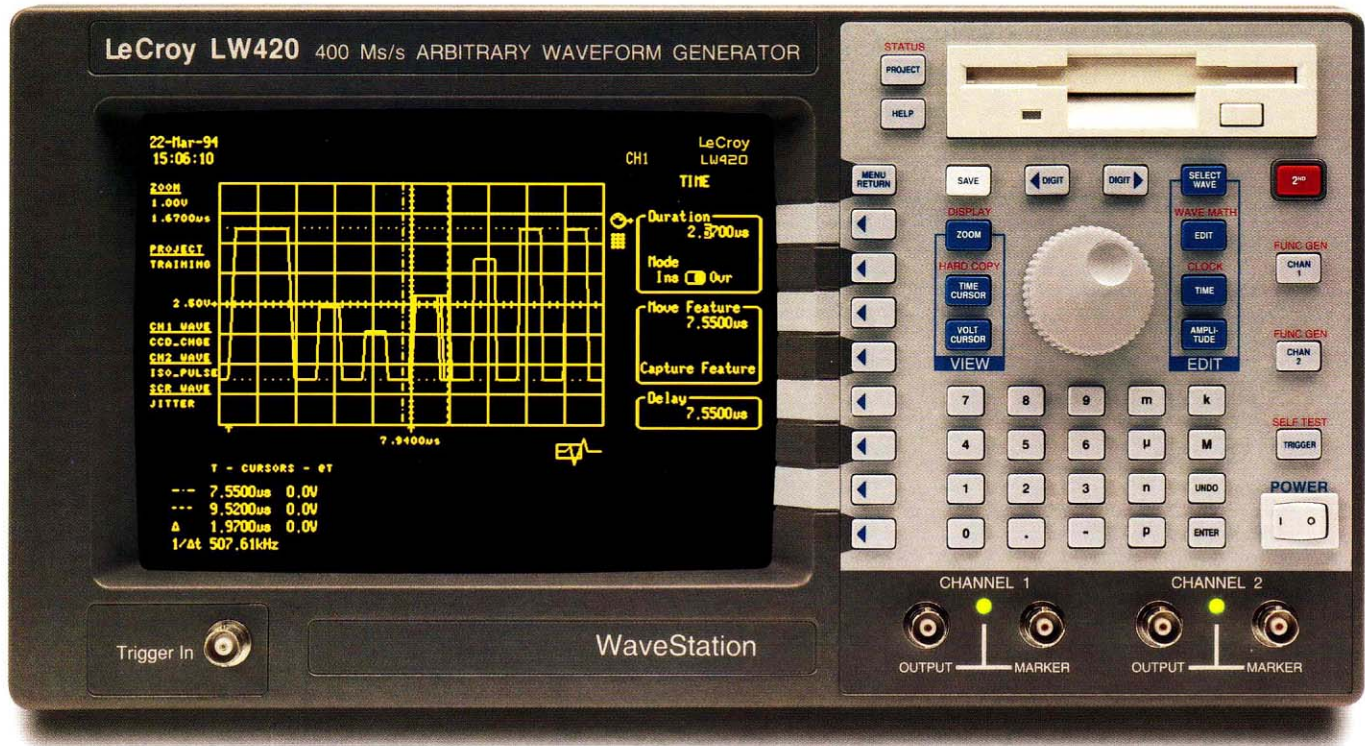 LeCroy LW420 400 Ms/s ARBITRARY WAVEFORM GENERATOR
22-Mar-94
15:06:10
CH1
LeCroy
LW420
ZOOM
1.00V
1.6700us
PROJECT
TRAINING
2.50V
CH1 WAVE
CCD_CHGE
CH2 WAVE
ISO_PULSE
SCR WAVE
JITTER
7.9400us
TIME
Duration
2.3700us
Mode
Ins Ovr
Move Feature
7.5500us
Capture Feature
Delay
7.5500us
T - CURSORS - @T
7.5500us 0.0V
9.5200us 0.0V
Δ 1.9700us 0.0V
1/Δt 507.61kHz
STATUS
PROJECT
HELP
MENU RETURN
SAVE
DIGIT
DIGIT
SELECT WAVE
2ND
DISPLAY
ZOOM
HARD COPY
TIME CURSOR
VOLT CURSOR
VIEW
WAVE MATH
EDIT
CLOCK
TIME
AMPLI-
TUDE
EDIT
FUNC GEN
CHAN 1
FUNC GEN
CHAN 2
SELF TEST
TRIGGER
POWER
I O
7 8 9 m k
4 5 6 µ M
1 2 3 n UNDO
0 . - p ENTER
Trigger In
WaveStation
CHANNEL 1
CHANNEL 2
OUTPUT MARKER
OUTPUT MARKER